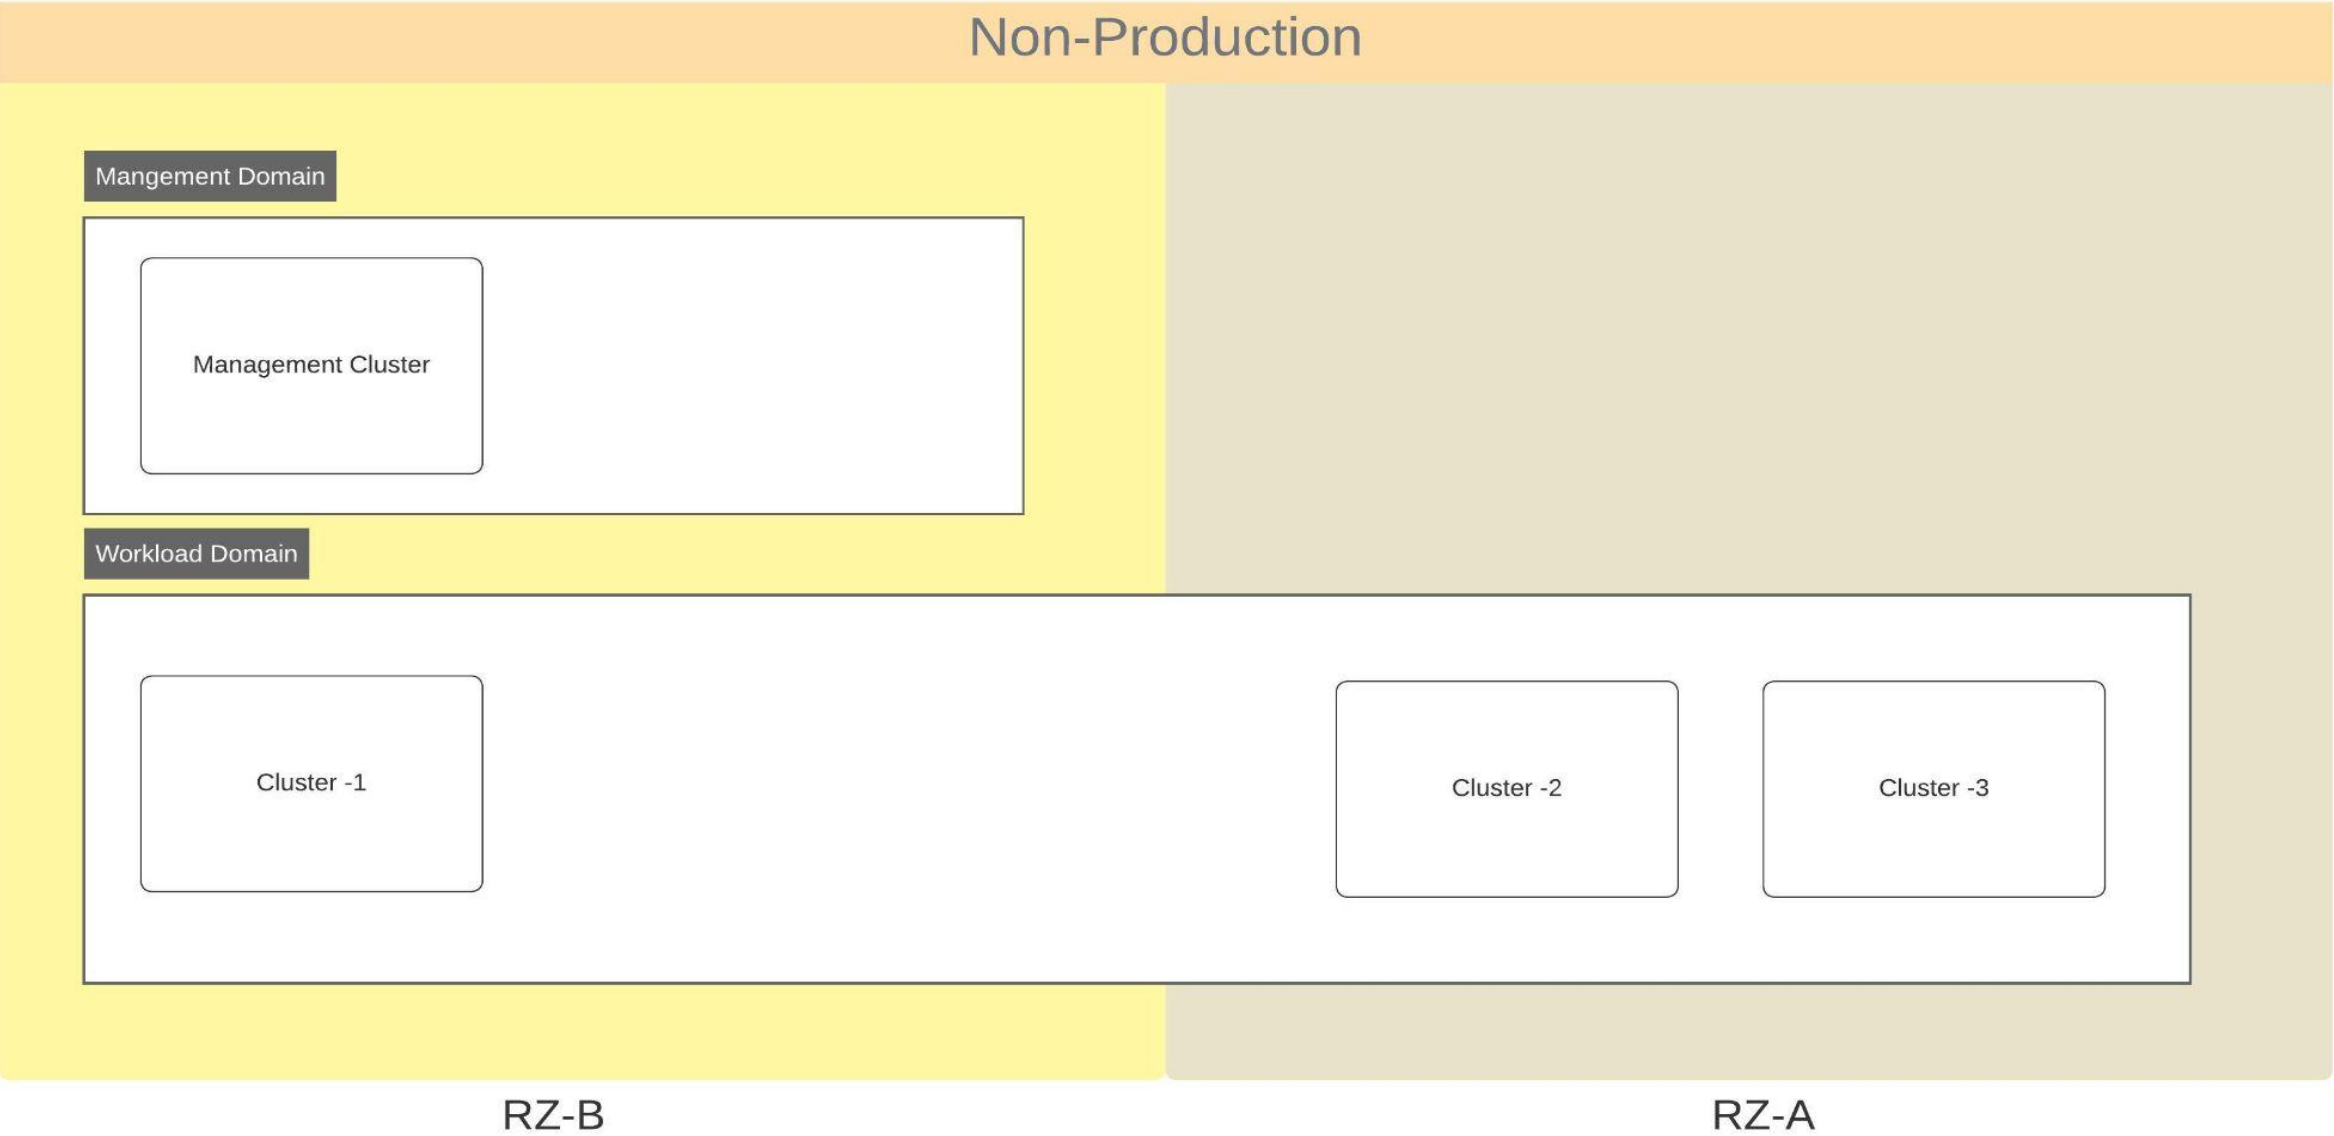 Non-Production
Mangement Domain
Management Cluster
Workload Domain
Cluster -1
Cluster -2
Cluster -3
RZ-B
RZ-A